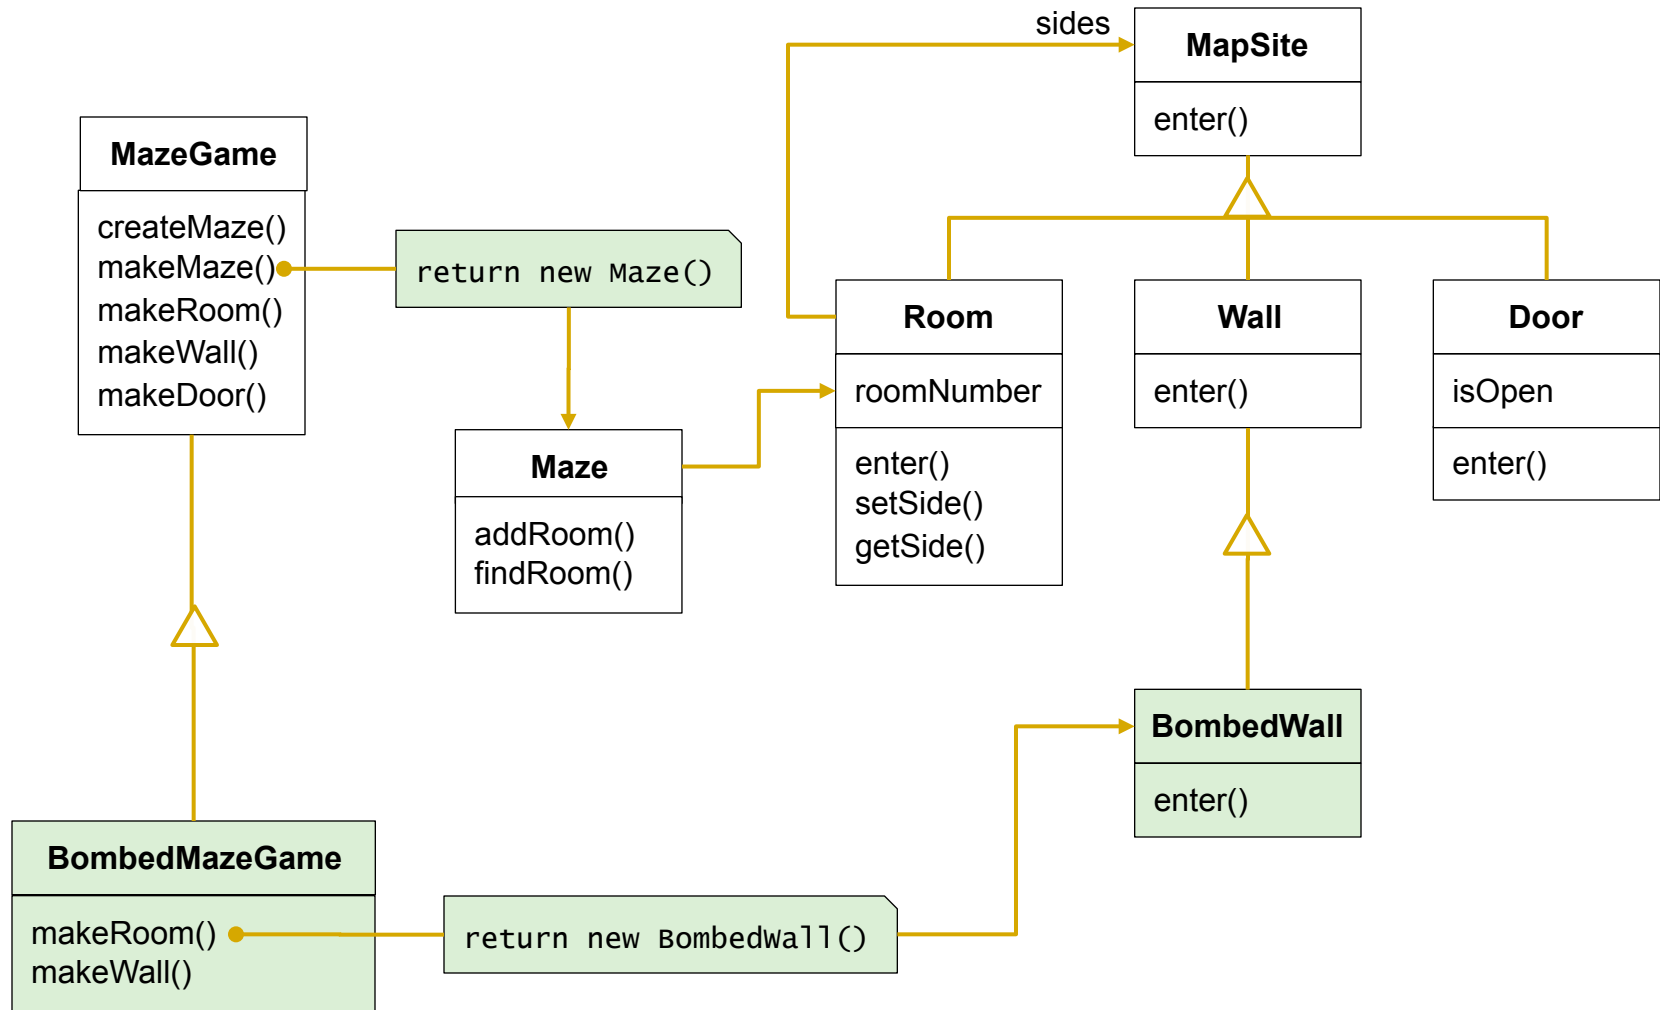 sides
MapSite
enter()
MazeGame
createMaze()
makeMaze()
makeRoom()
makeWall()
makeDoor()
return new Maze()
Room
roomNumber
enter()
setSide()
getSide()
Wall
enter()
Door
isOpen
enter()
Maze
addRoom()
findRoom()
BombedWall
enter()
BombedMazeGame
makeRoom()
makeWall()
return new BombedWall()